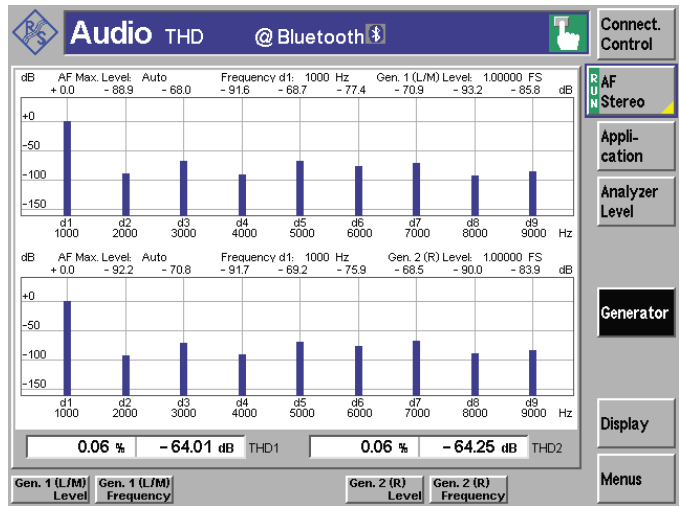 R&S
Audio THD @ Bluetooth
Connect. Control
RUN AF Stereo
Appli-cation
Analyzer Level
Generator
Display
Menus
dB AF Max. Level: Auto Frequency d1: 1000 Hz Gen. 1 (L/M) Level: 1.00000 FS
+ 0.0 - 88.9 - 68.0 - 91.6 - 68.7 - 77.4 - 70.9 - 93.2 - 85.8 dB
+0
-50
-100
-150
d1 d2 d3 d4 d5 d6 d7 d8 d9
1000 2000 3000 4000 5000 6000 7000 8000 9000 Hz
dB AF Max. Level: Auto Frequency d1: 1000 Hz Gen. 2 (R) Level: 1.00000 FS
+ 0.0 - 92.2 - 70.8 - 91.7 - 69.2 - 75.9 - 68.5 - 90.0 - 83.9 dB
+0
-50
-100
-150
d1 d2 d3 d4 d5 d6 d7 d8 d9
1000 2000 3000 4000 5000 6000 7000 8000 9000 Hz
0.06 % - 64.01 dB THD1 0.06 % - 64.25 dB THD2
Gen. 1 (L/M) Level
Gen. 1 (L/M) Frequency
Gen. 2 (R) Level
Gen. 2 (R) Frequency